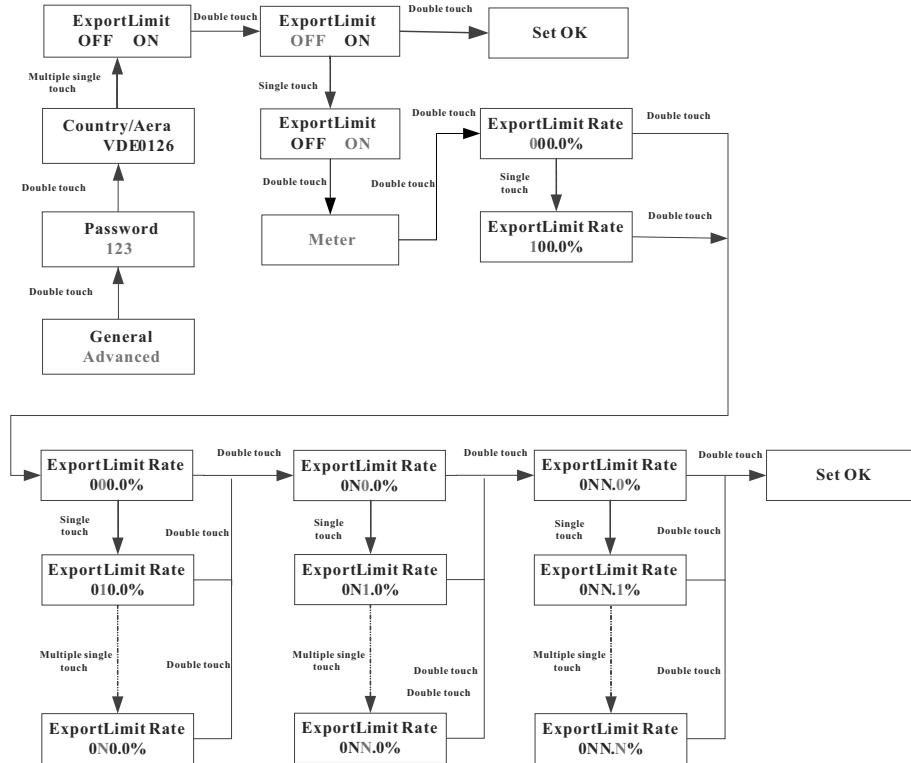 ExportLimit
OFF ON
Double touch
ExportLimit
OFF ON
Double touch
Set OK
Multiple single
touch
Single
touch
Country/Aera
VDE0126
ExportLimit
OFF ON
Double touch
ExportLimit Rate
000.0%
Double touch
Double touch
Double touch
Double touch
Single
touch
Password
123
Meter
ExportLimit Rate
100.0%
Double touch
Double touch
General
Advanced
ExportLimit Rate
000.0%
Double touch
ExportLimit Rate
0N0.0%
Double touch
ExportLimit Rate
0NN.0%
Double touch
Set OK
Single
touch
Double touch
Single
touch
Double touch
Single
touch
Double touch
ExportLimit Rate
010.0%
ExportLimit Rate
0N1.0%
ExportLimit Rate
0NN.1%
Multiple single
touch
Double touch
Multiple single
touch
Double touch
Double touch
Multiple single
touch
Double touch
ExportLimit Rate
0N0.0%
ExportLimit Rate
0NN.0%
ExportLimit Rate
0NN.N%